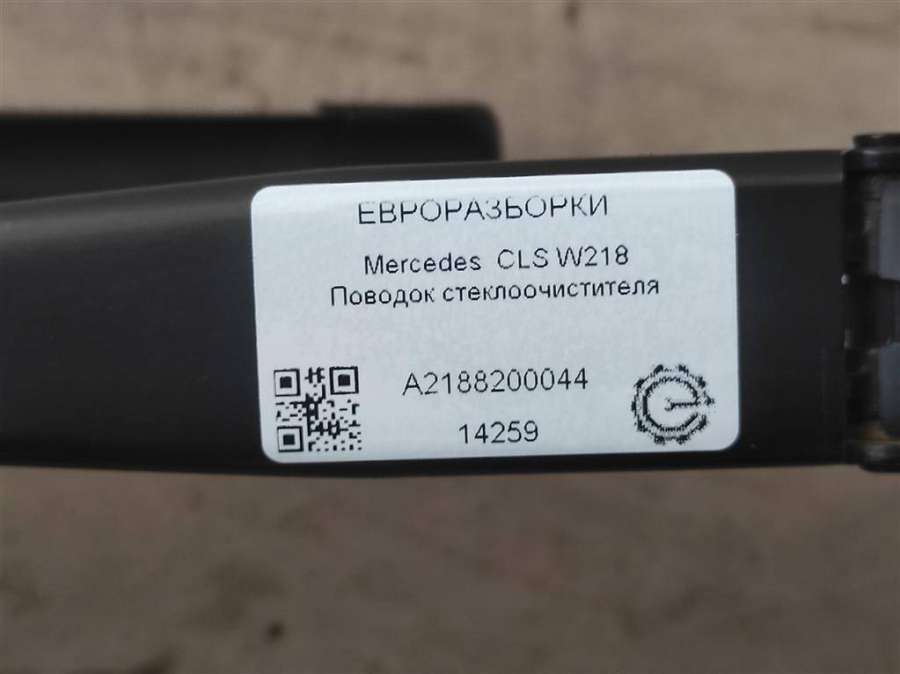 ЕВРОРАЗБОРКИ
Mercedes CLS W218
Поводок стеклоочистителя
A2188200044
14259